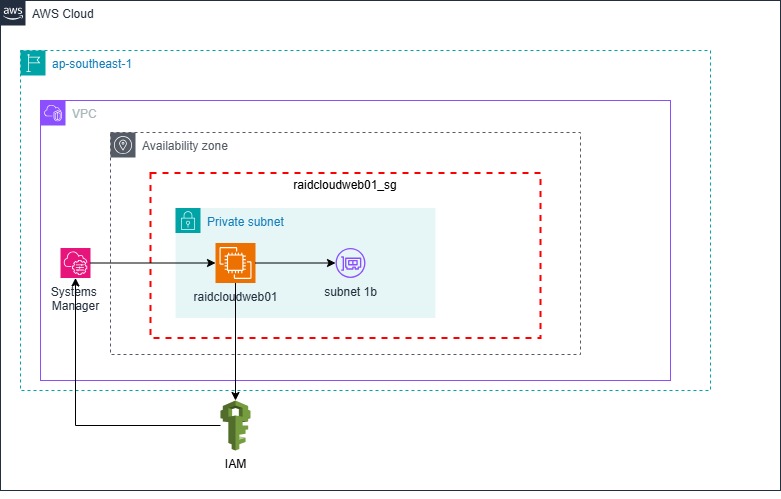 aws
AWS Cloud
ap-southeast-1
VPC
Availability zone
raidcloudweb01_sg
Private subnet
Systems
Manager
raidcloudweb01
subnet 1b
IAM